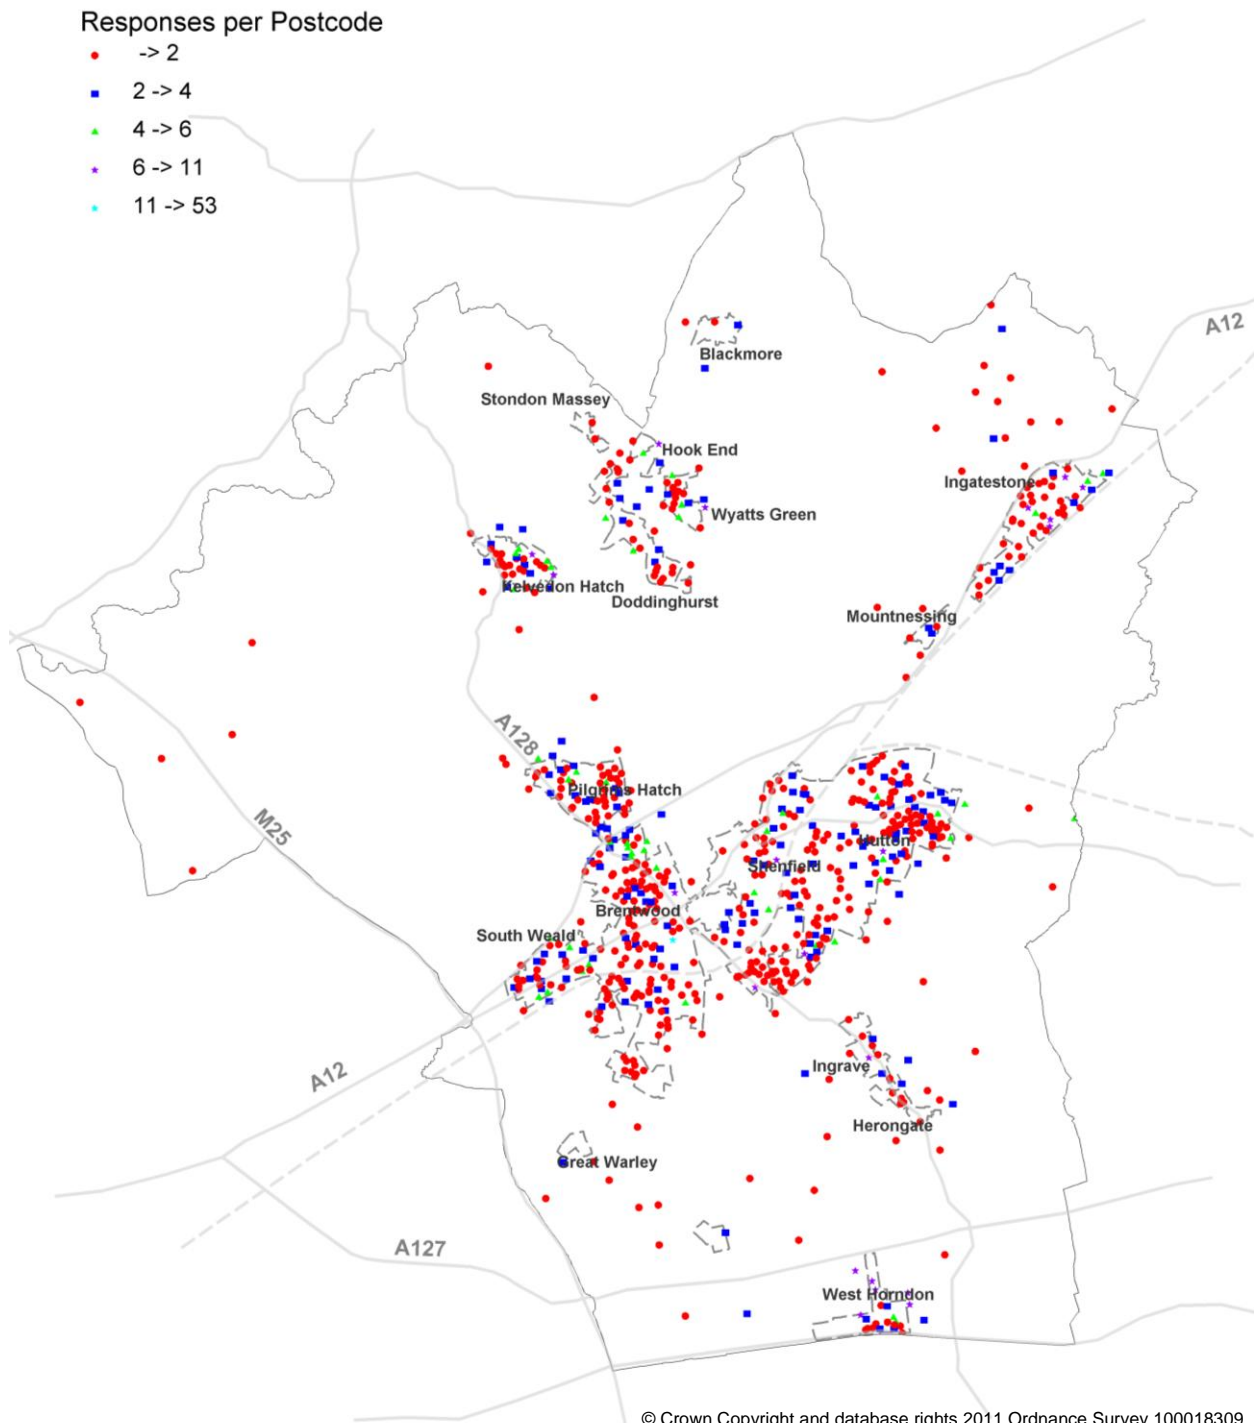 Responses per Postcode
-> 2
2 -> 4
4 -> 6
6 -> 11
11 -> 53
A12
Blackmore
Stondon Massey
Hook End
Ingatestone
Wyatts Green
Kelvedon Hatch
Doddinghurst
Mountnessing
A128
Pilgrims Hatch
M25
Hutton
Shenfield
Brentwood
South Weald
A12
Ingrave
Herongate
Great Warley
A127
West Horndon
© Crown Copyright and database rights 2011 Ordnance Survey 100018309